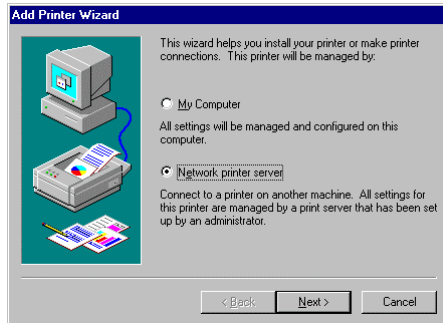 Add Printer Wizard
This wizard helps you install your printer or make printer
connections. This printer will be managed by:
My Computer
All settings will be managed and configured on this
computer.
Network printer server
Connect to a printer on another machine. All settings for
this printer are managed by a print server that has been set
up by an administrator.
< Back
Next >
Cancel